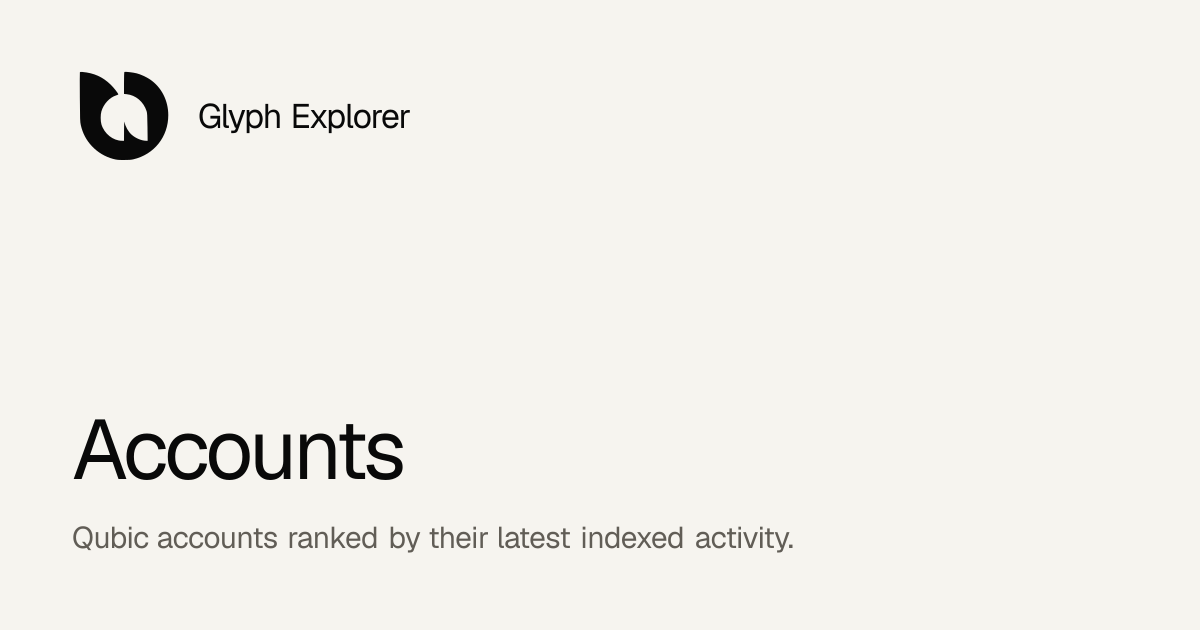 Glyph Explorer
Accounts
Qubic accounts ranked by their latest indexed activity.